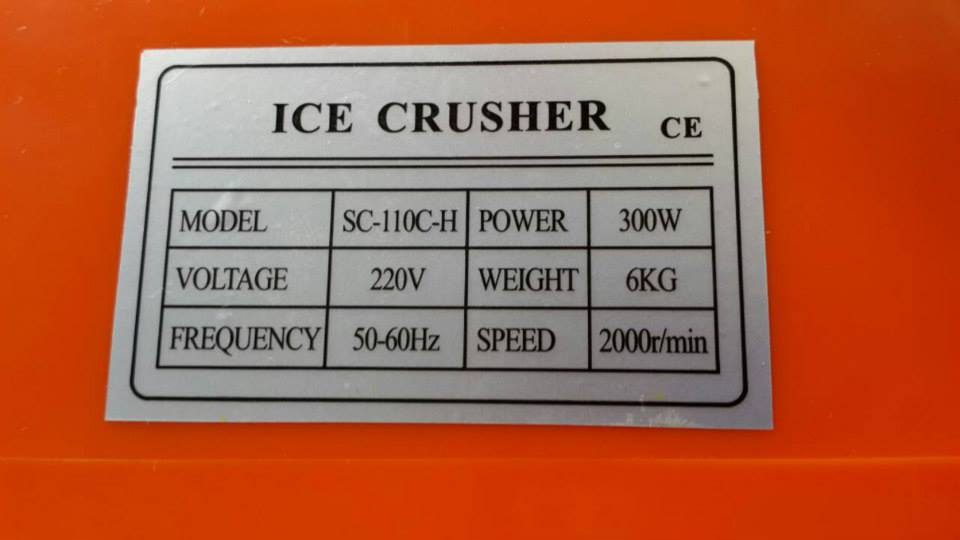 ICE CRUSHER CE
MODEL SC-110C-H POWER 300W
VOLTAGE 220V WEIGHT 6KG
FREQUENCY 50-60Hz SPEED 2000r/min